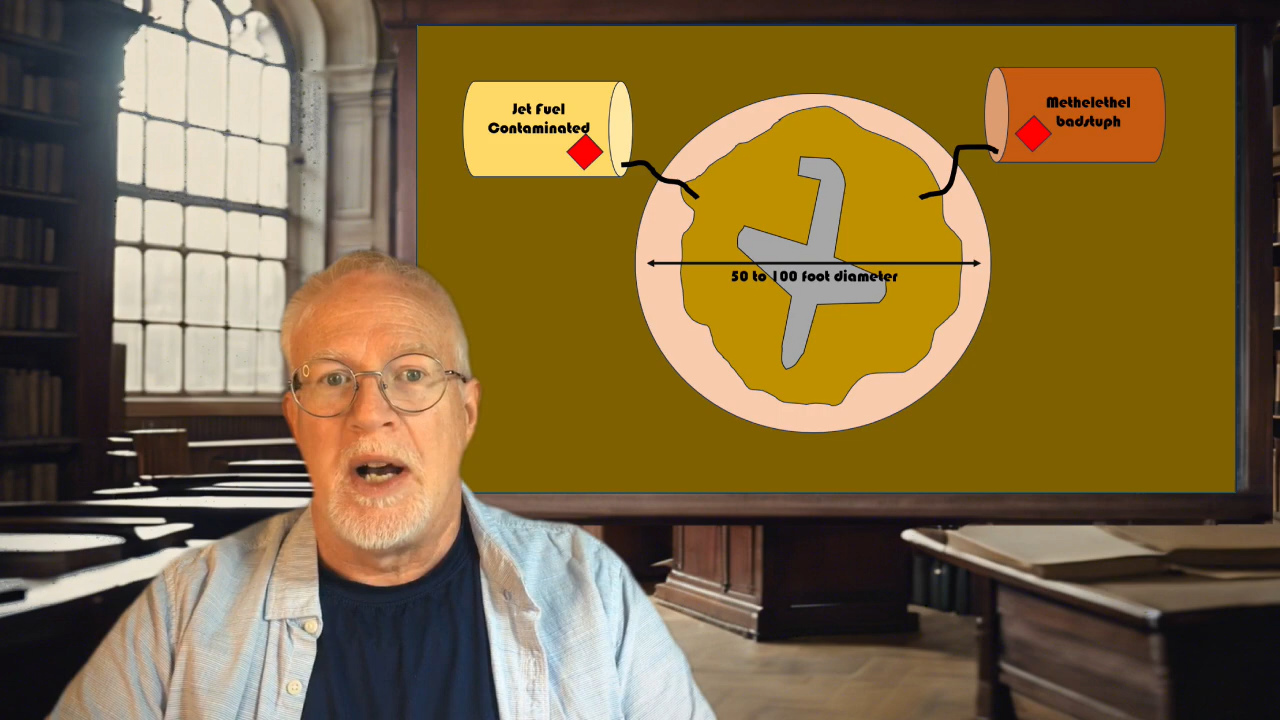 Jet Fuel
Contaminated
Methelethel
badstuph
50 to 100 foot diameter